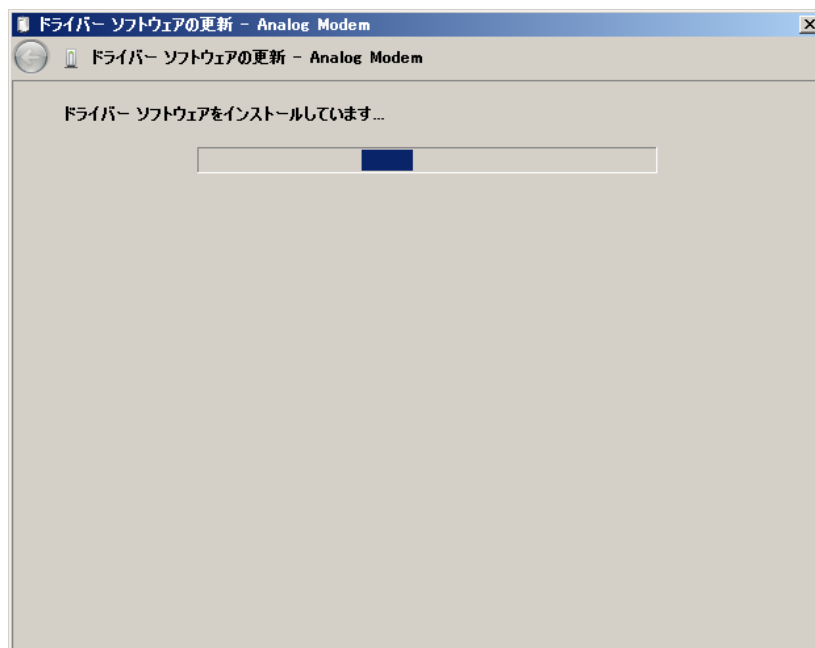 ドライバー ソフトウェアの更新 - Analog Modem
ドライバー ソフトウェアの更新 - Analog Modem
ドライバー ソフトウェアをインストールしています...